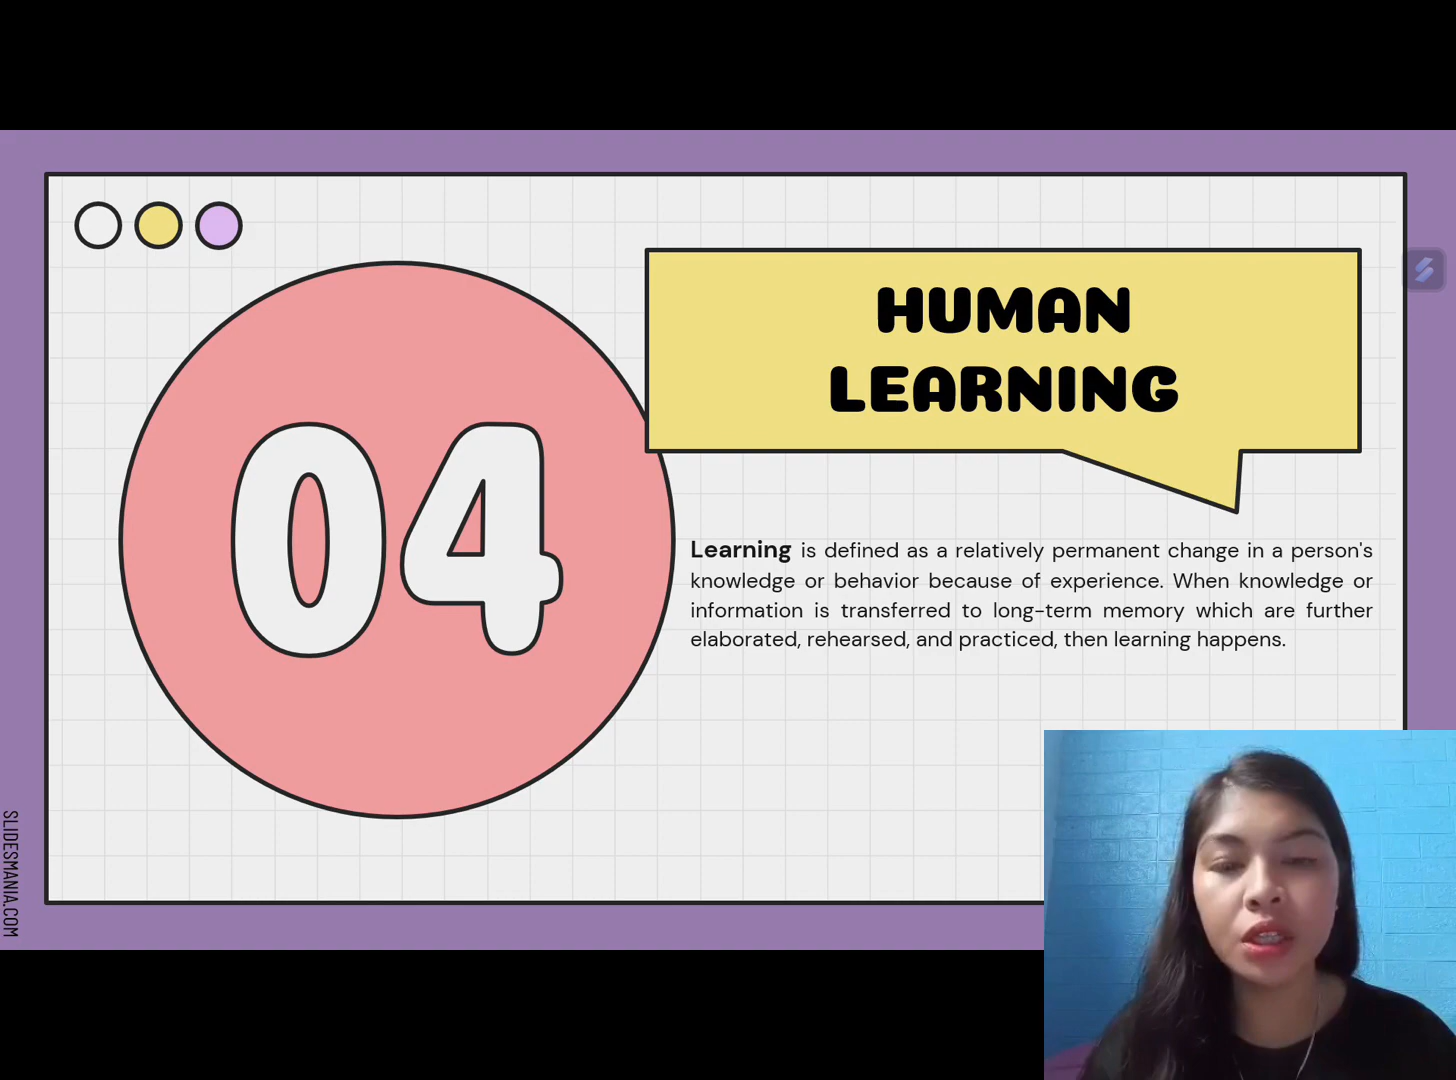 HUMAN
LEARNING
04
Learning is defined as a relatively permanent change in a person's
knowledge or behavior because of experience. When knowledge or
information is transferred to long-term memory which are further
elaborated, rehearsed, and practiced, then learning happens.
SLIDESMANIA.COM